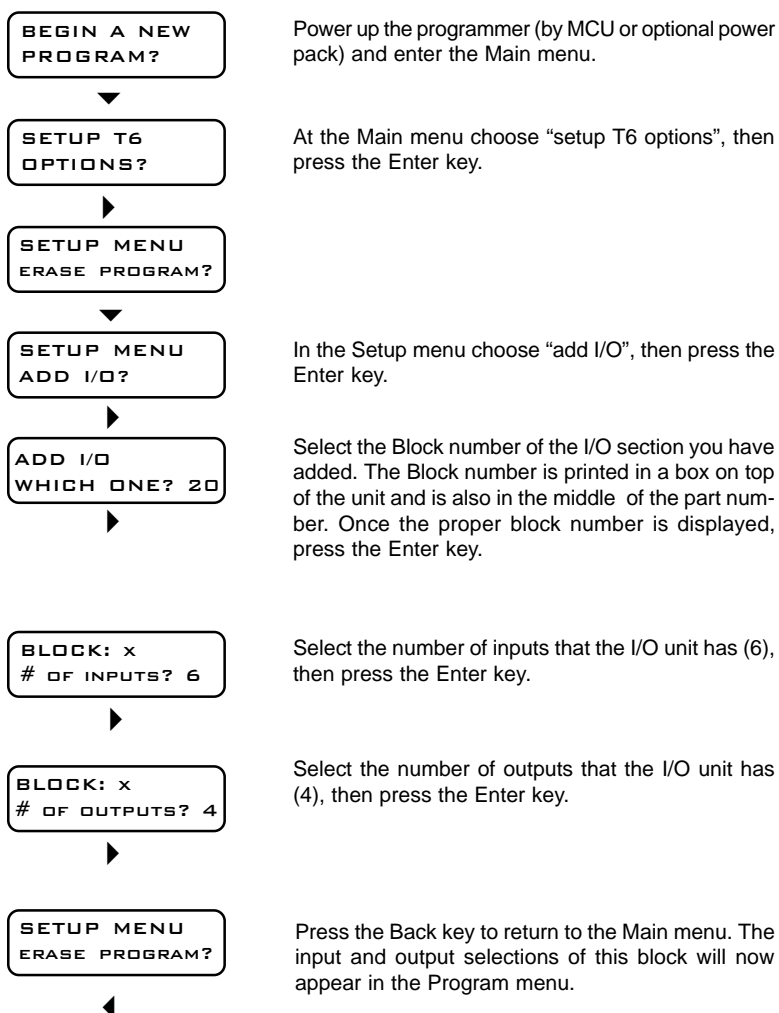 BEGIN A NEW
PROGRAM?
Power up the programmer (by MCU or optional power
pack) and enter the Main menu.
SETUP T6
OPTIONS?
At the Main menu choose “setup T6 options”, then
press the Enter key.
SETUP MENU
ERASE PROGRAM?
SETUP MENU
ADD I/O?
In the Setup menu choose “add I/O”, then press the
Enter key.
ADD I/O
WHICH ONE? 20
Select the Block number of the I/O section you have
added. The Block number is printed in a box on top
of the unit and is also in the middle of the part num-
ber. Once the proper block number is displayed,
press the Enter key.
BLOCK: x
# OF INPUTS? 6
Select the number of inputs that the I/O unit has (6),
then press the Enter key.
BLOCK: x
# OF OUTPUTS? 4
Select the number of outputs that the I/O unit has
(4), then press the Enter key.
SETUP MENU
ERASE PROGRAM?
Press the Back key to return to the Main menu. The
input and output selections of this block will now
appear in the Program menu.